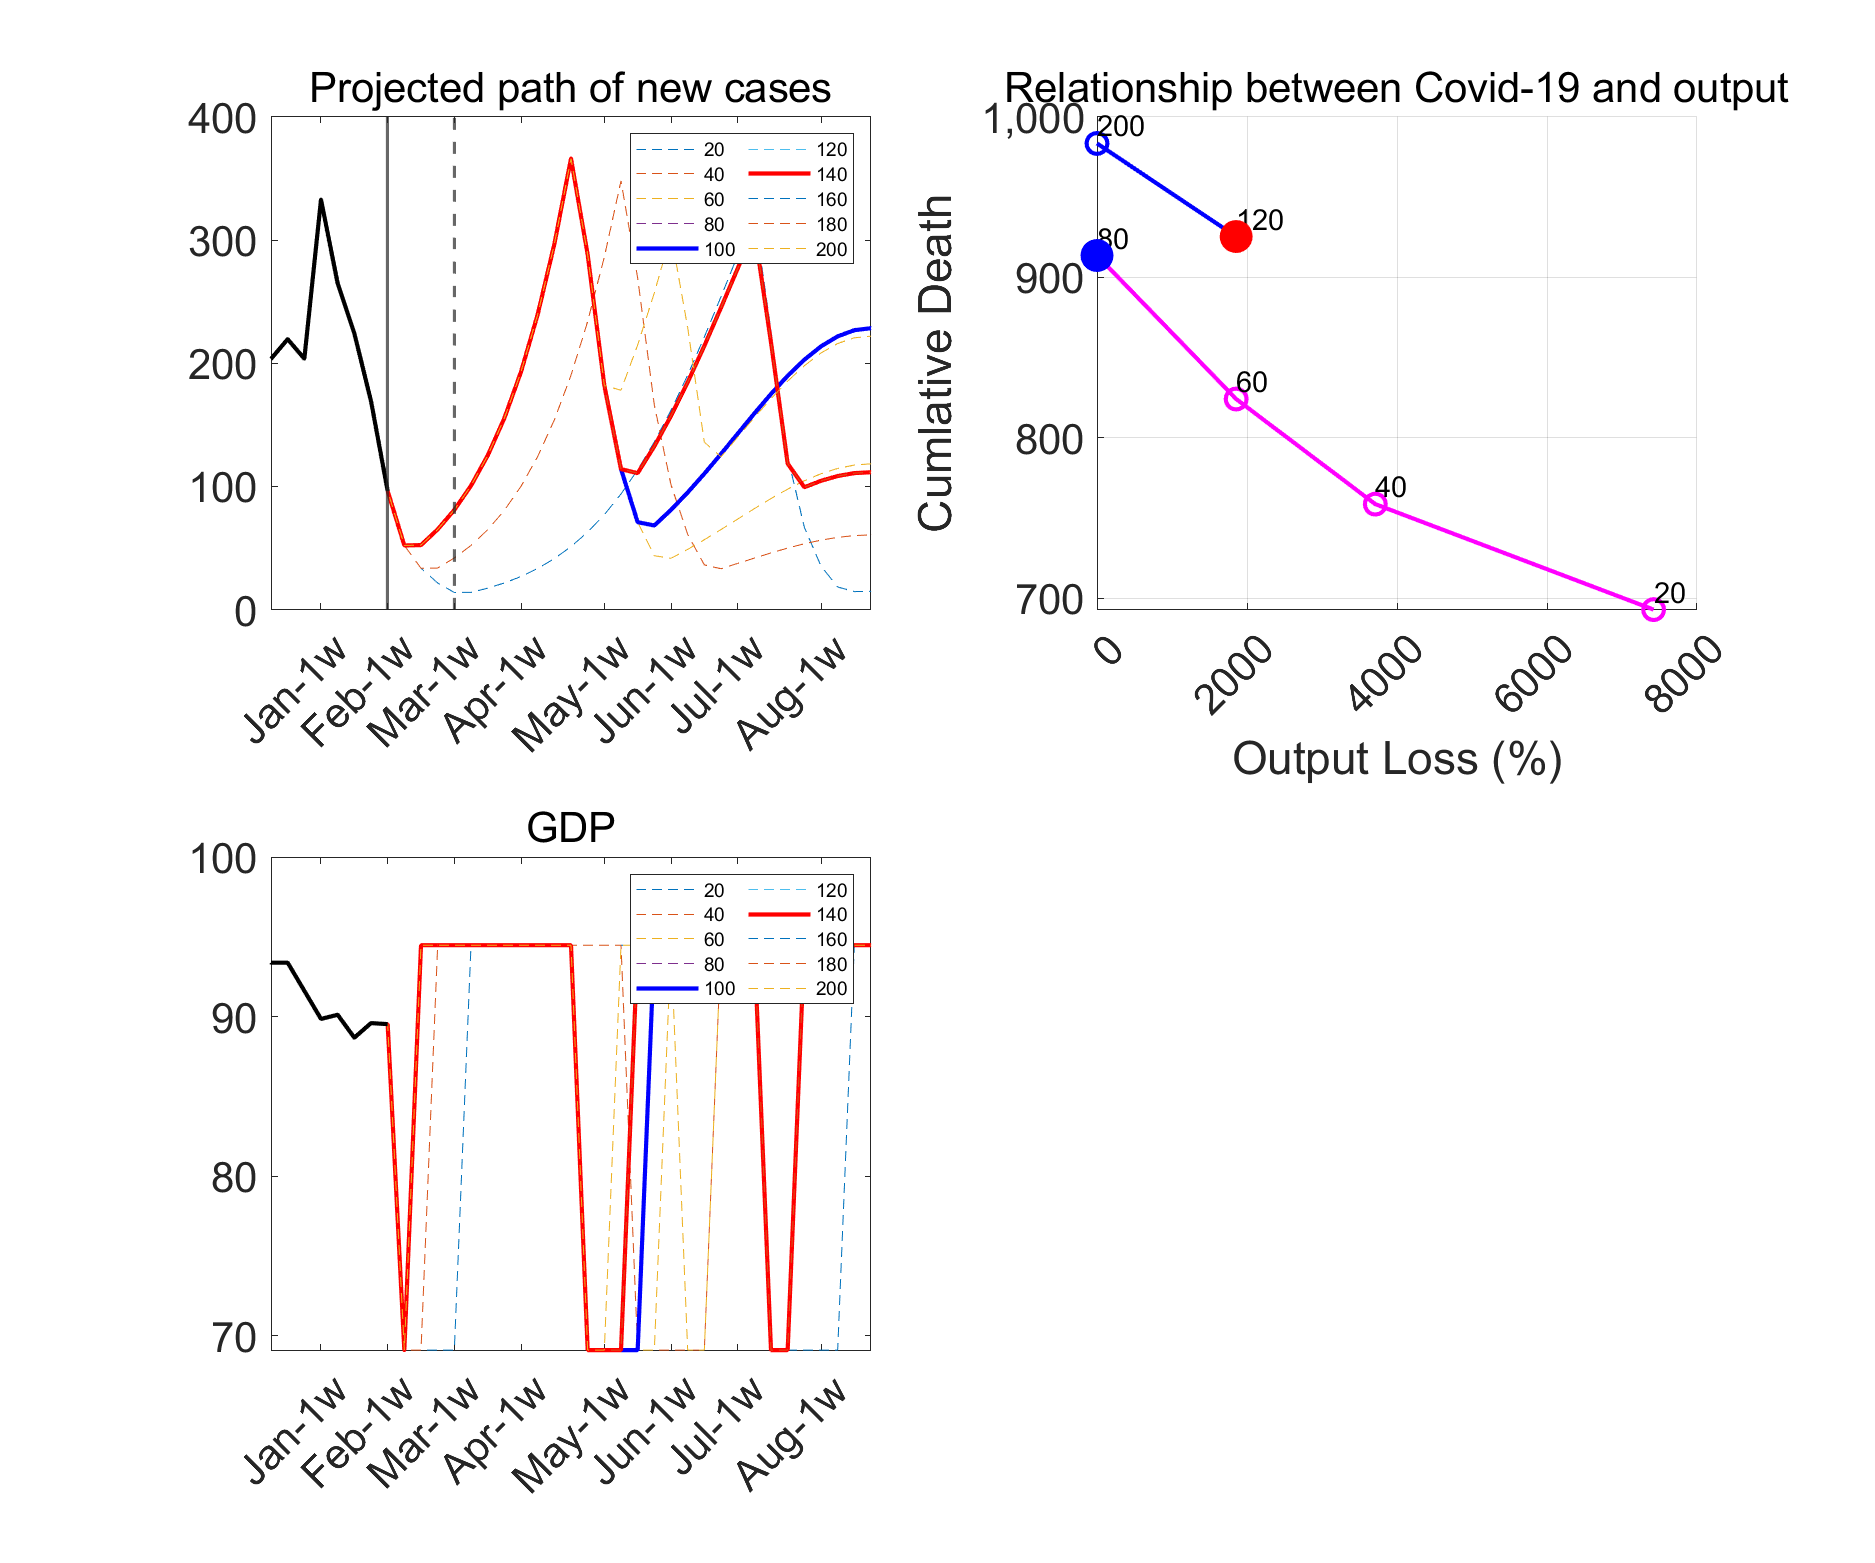 Projected path of new cases
400
300
200
100
0
20 120
40 140
60 160
80 180
100 200
Jan-1w
Feb-1w
Mar-1w
Apr-1w
May-1w
Jun-1w
Jul-1w
Aug-1w
Relationship between Covid-19 and output
Cumlative Death
1,000
900
800
700
200
120
80
60
40
20
0
2000
4000
6000
8000
Output Loss (%)
GDP
100
90
80
70
20 120
40 140
60 160
80 180
100 200
Jan-1w
Feb-1w
Mar-1w
Apr-1w
May-1w
Jun-1w
Jul-1w
Aug-1w